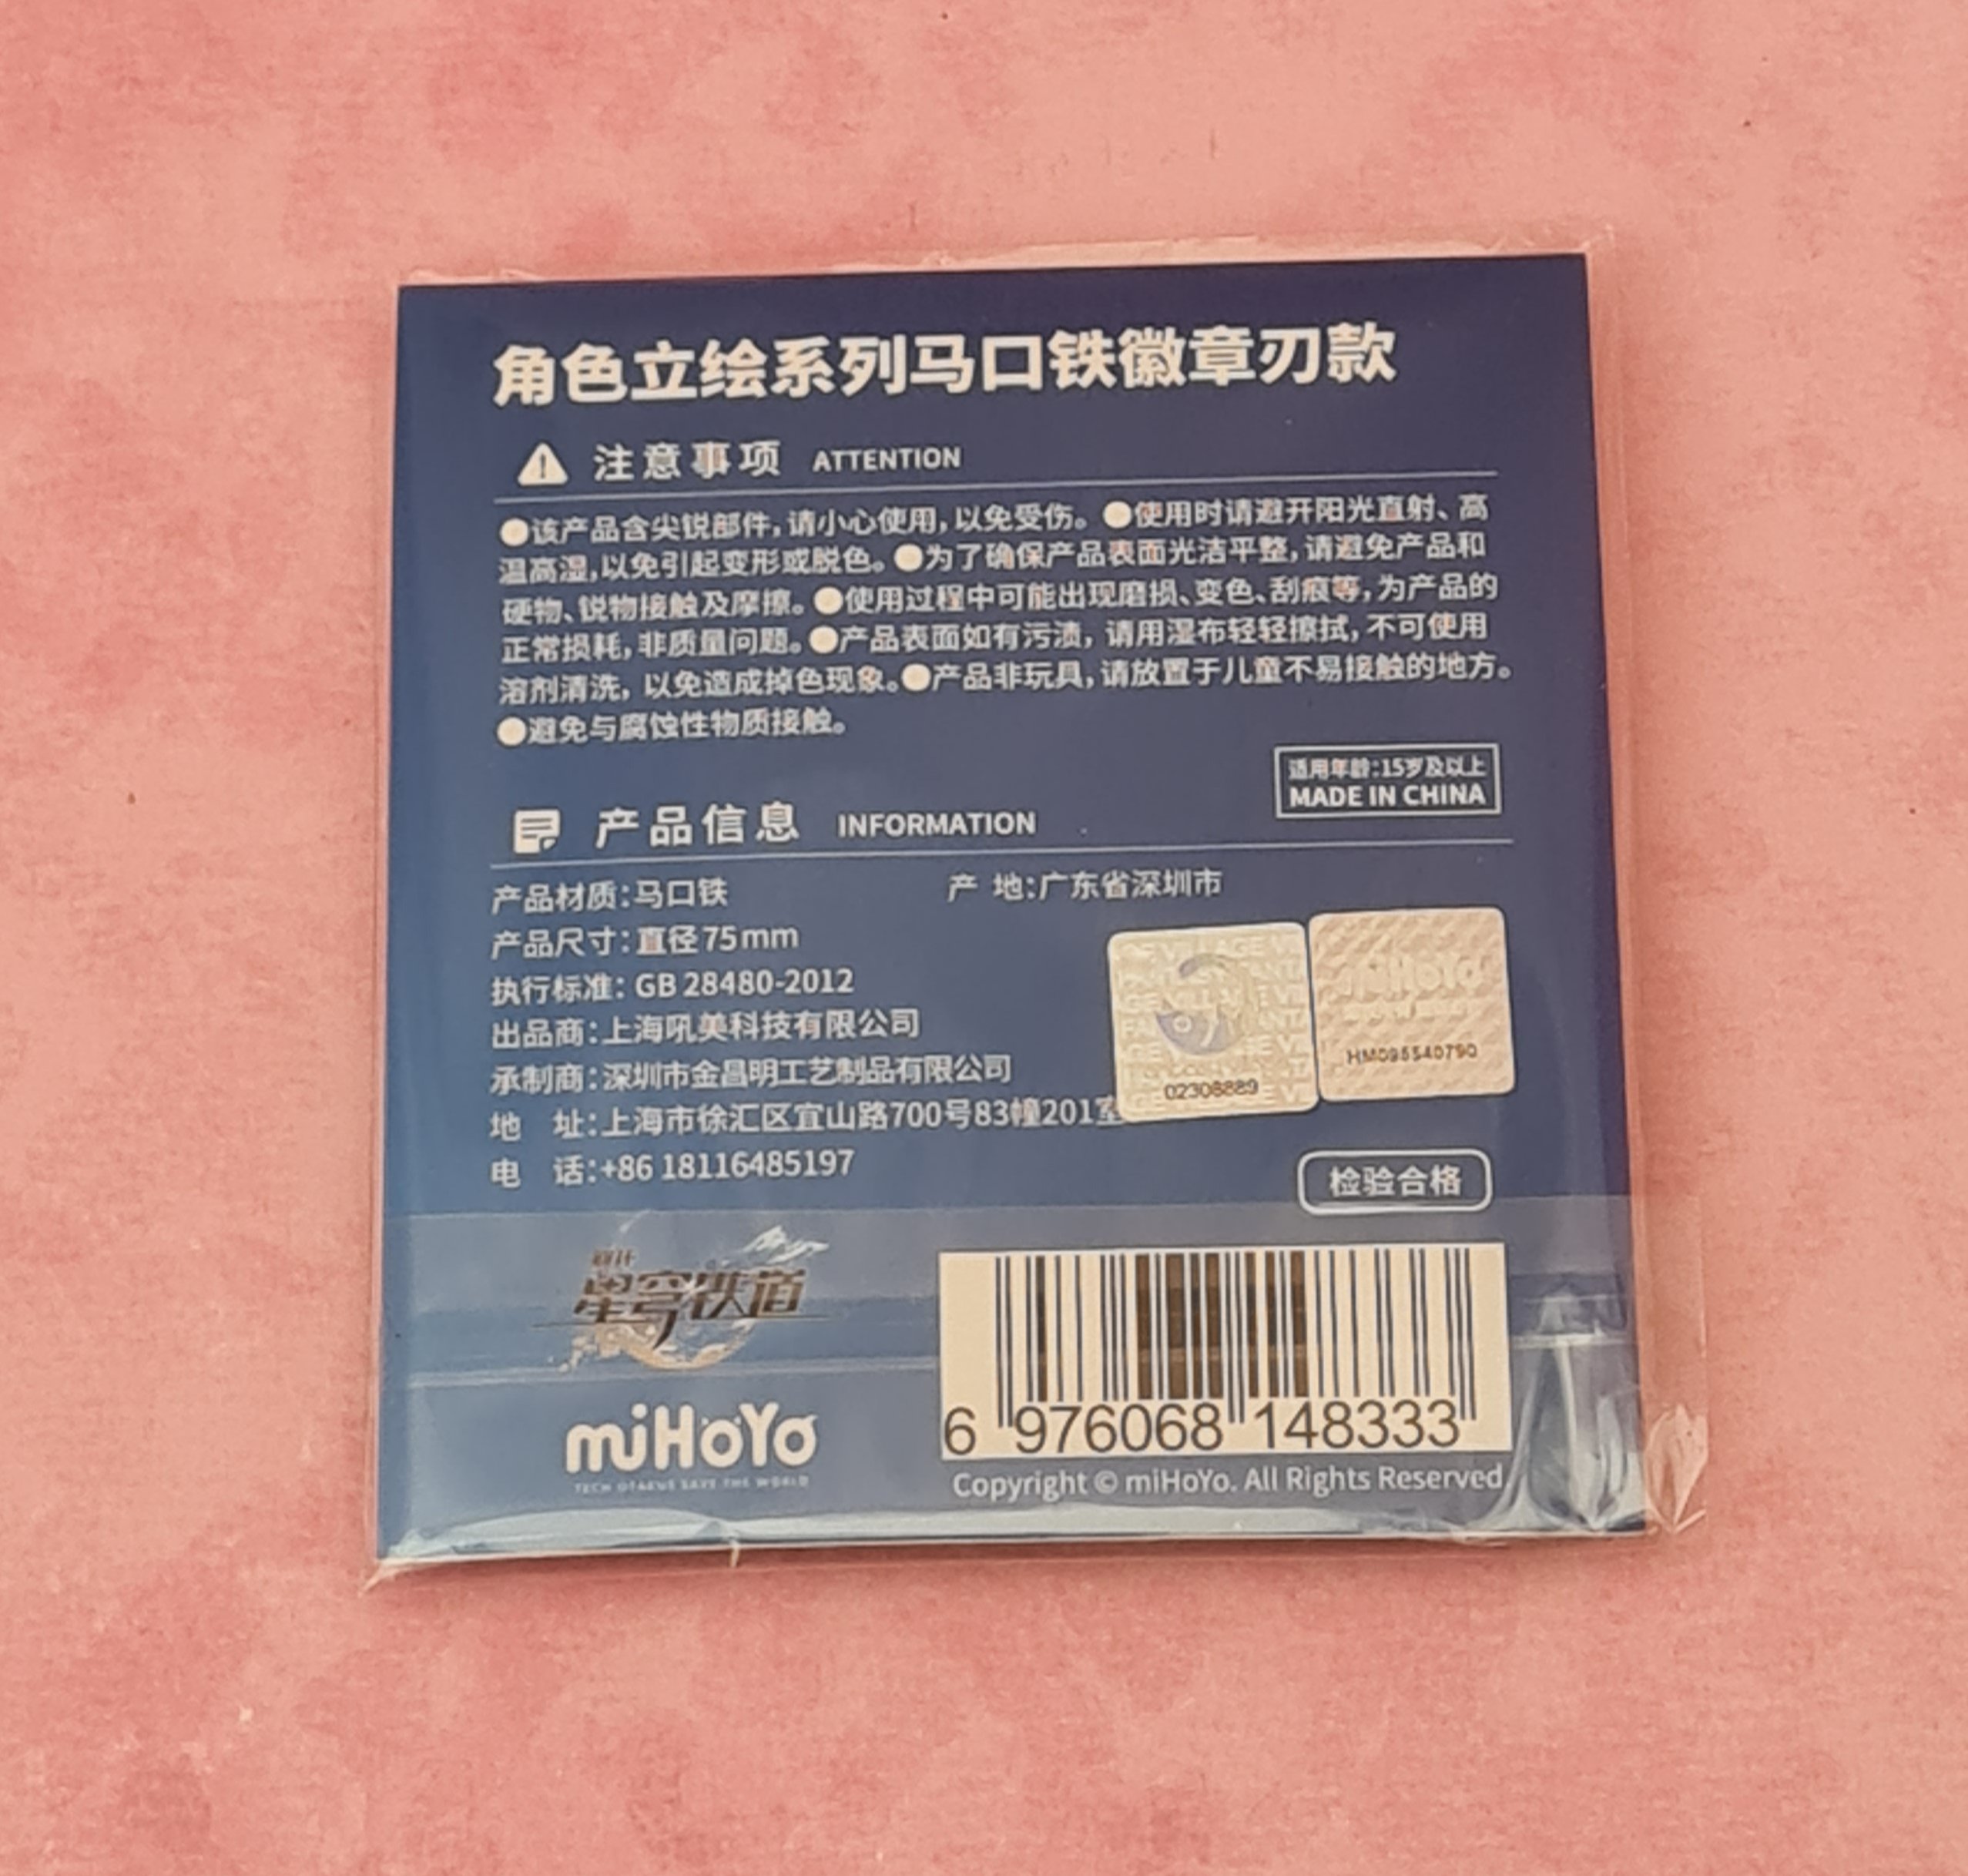 角色立绘系列马口铁徽章刃款
注意事项 ATTENTION
●该产品含尖锐部件,请小心使用,以免受伤。●使用时请避开阳光直射、高
温高湿,以免引起变形或脱色。●为了确保产品表面光洁平整,请避免产品和
硬物、锐物接触及摩擦。●使用过程中可能出现磨损、变色、刮痕等,为产品的
正常损耗,非质量问题。●产品表面如有污渍,请用湿布轻轻擦拭,不可使用
溶剂清洗,以免造成掉色现象。●产品非玩具,请放置于儿童不易接触的地方。
●避免与腐蚀性物质接触。
适用年龄:15岁及以上
MADE IN CHINA
产品信息 INFORMATION
产品材质:马口铁 产 地:广东省深圳市
产品尺寸:直径75mm
执行标准:GB 28480-2012
出品商:上海吼美科技有限公司
承制商:深圳市金昌明工艺制品有限公司
地 址:上海市徐汇区宜山路700号83幢201室
电 话:+86 18116485197
02308889
miHoYo
HM095540790
检验合格
星穹铁道
miHoYo
TECH OTAKUS SAVE THE WORLD
6 976068 148333
Copyright © miHoYo. All Rights Reserved